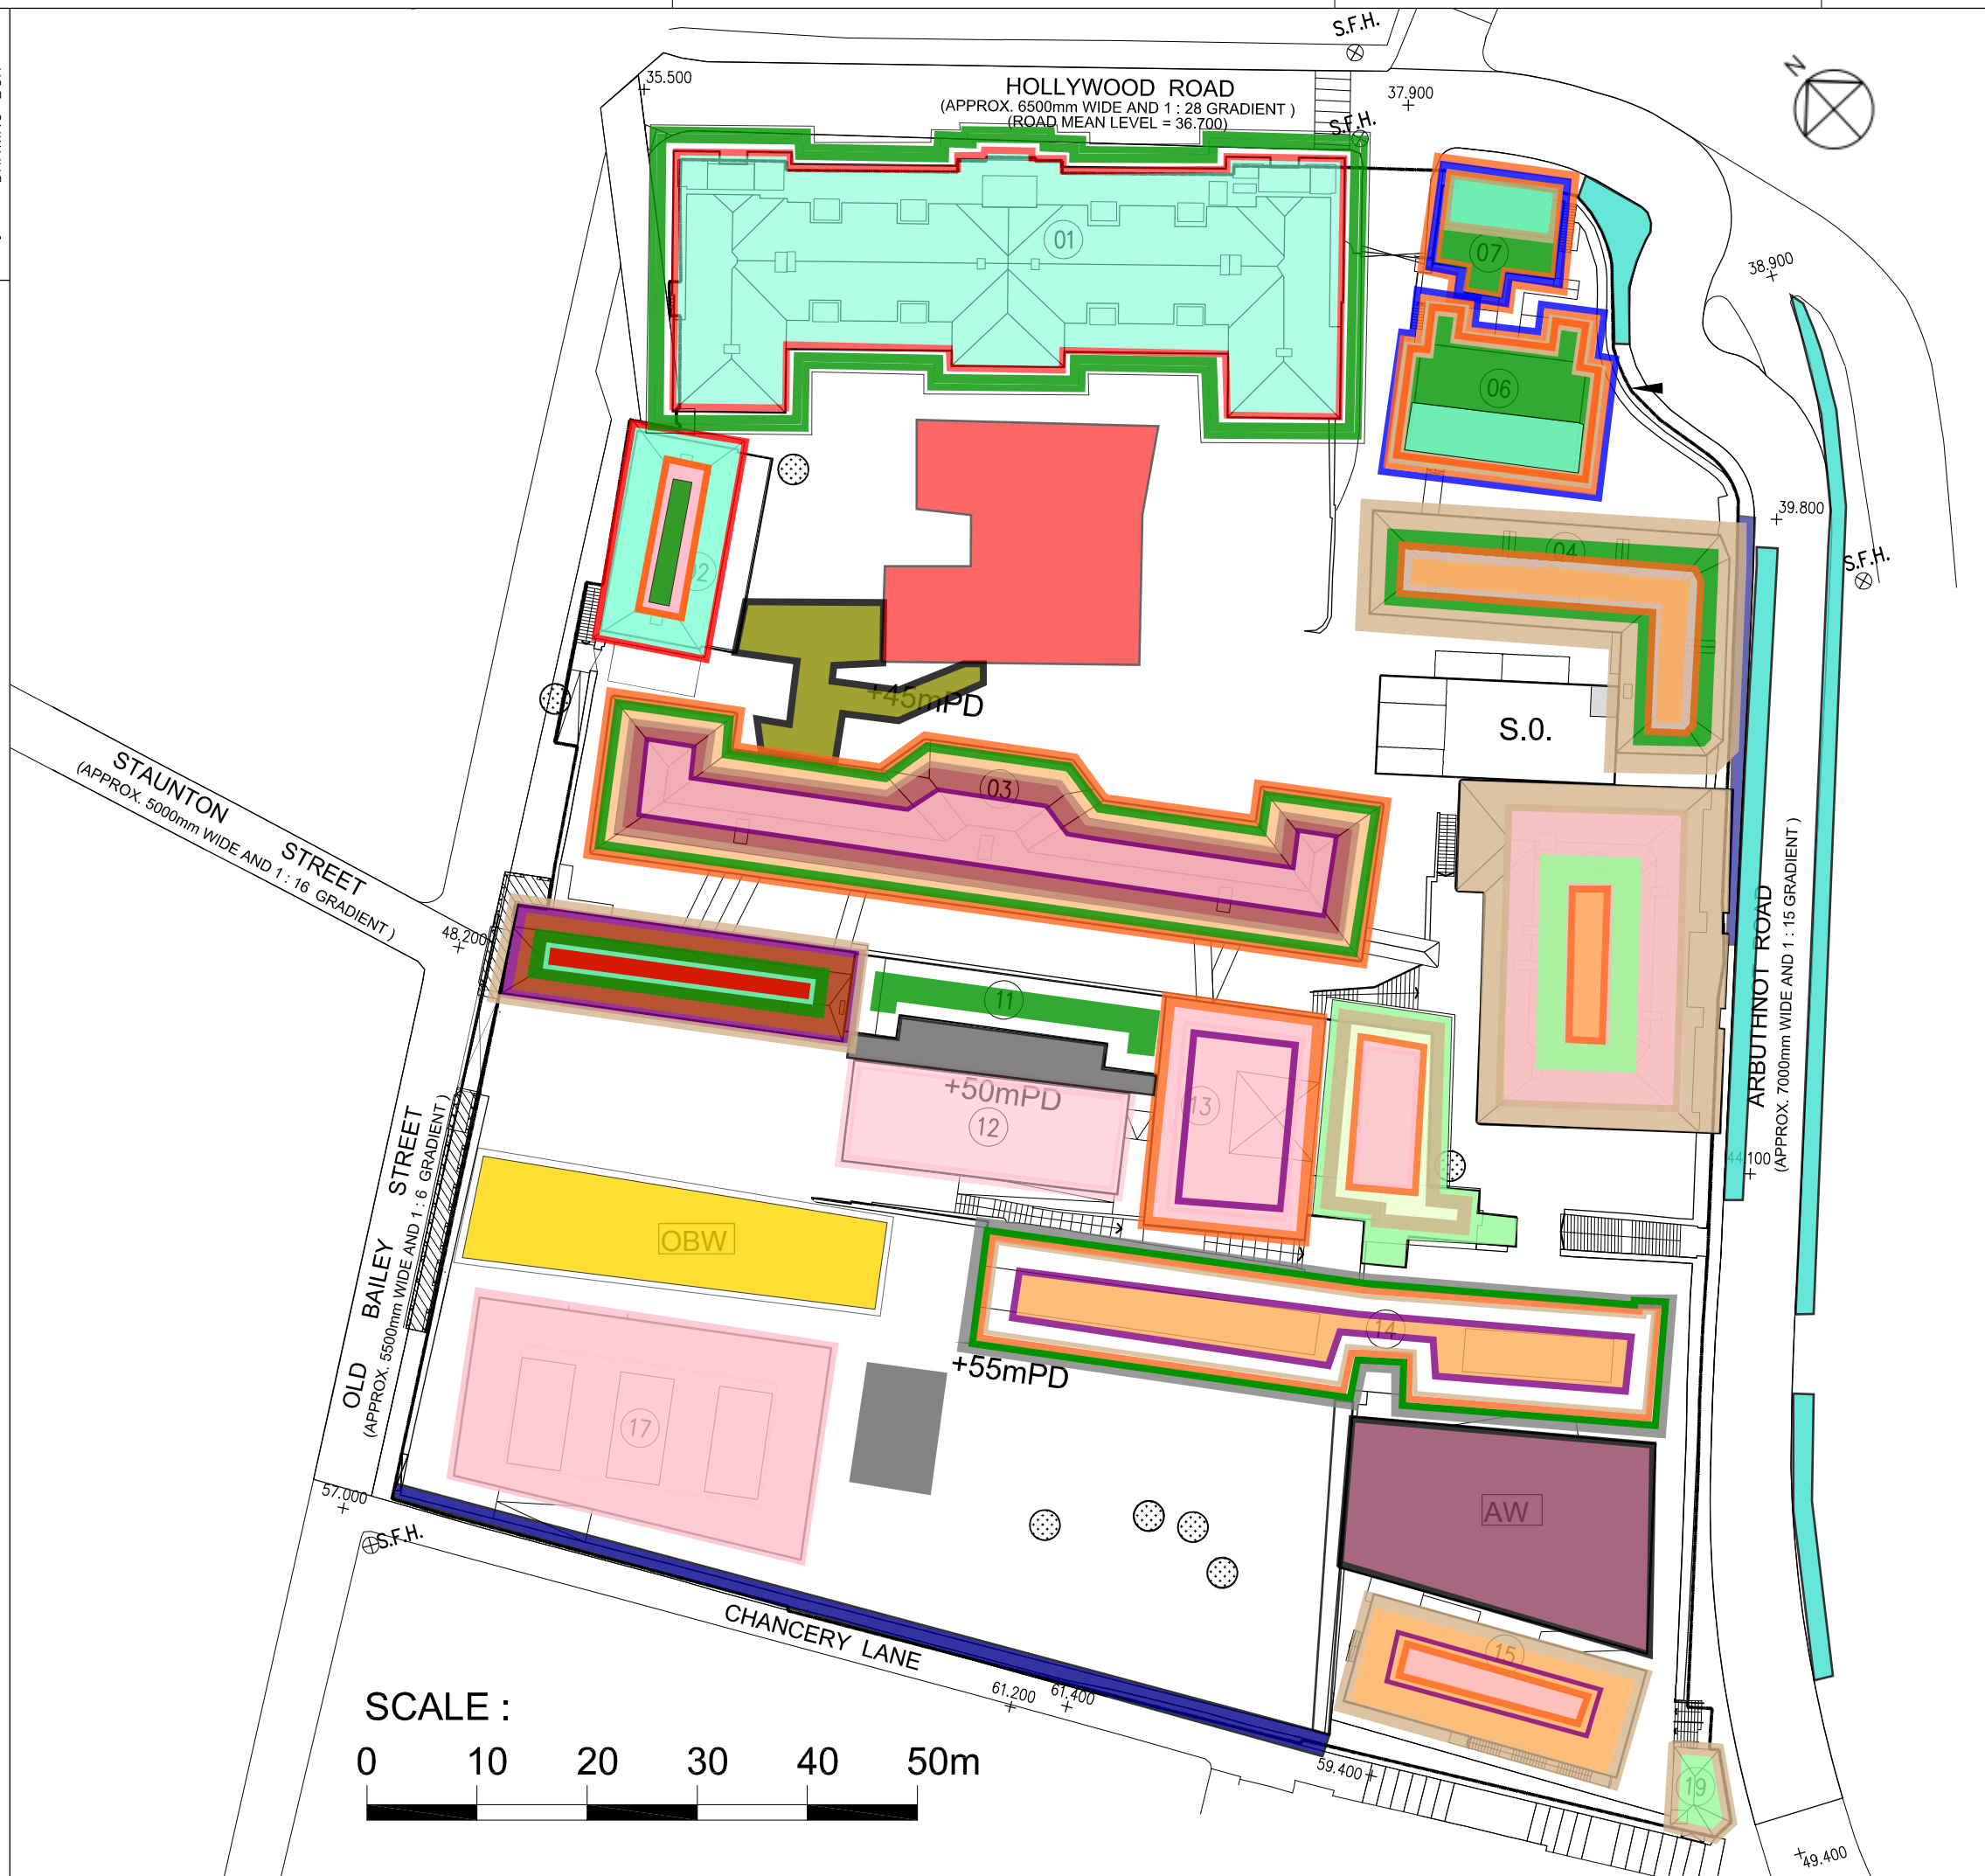 S.F.H.
N
35.500
HOLLYWOOD ROAD
(APPROX. 6500mm WIDE AND 1 : 28 GRADIENT )
(ROAD MEAN LEVEL = 36.700)
37.900
S.F.H.
01
07
38.900
06
39.800
04
S.F.H.
02
+45mPD
S.O.
03
STAUNTON STREET
(APPROX. 5000mm WIDE AND 1 : 16 GRADIENT )
48.200
11
+50mPD
12
13
ARBUTHNOT ROAD
(APPROX. 7000mm WIDE AND 1 : 15 GRADIENT )
44.100
OLD BAILEY STREET
(APPROX. 5500mm WIDE AND 1 : 6 GRADIENT )
OBW
14
+55mPD
17
57.000
S.F.H.
AW
CHANCERY LANE
15
61.200
61.400
59.400
19
49.400
SCALE :
0 10 20 30 40 50m